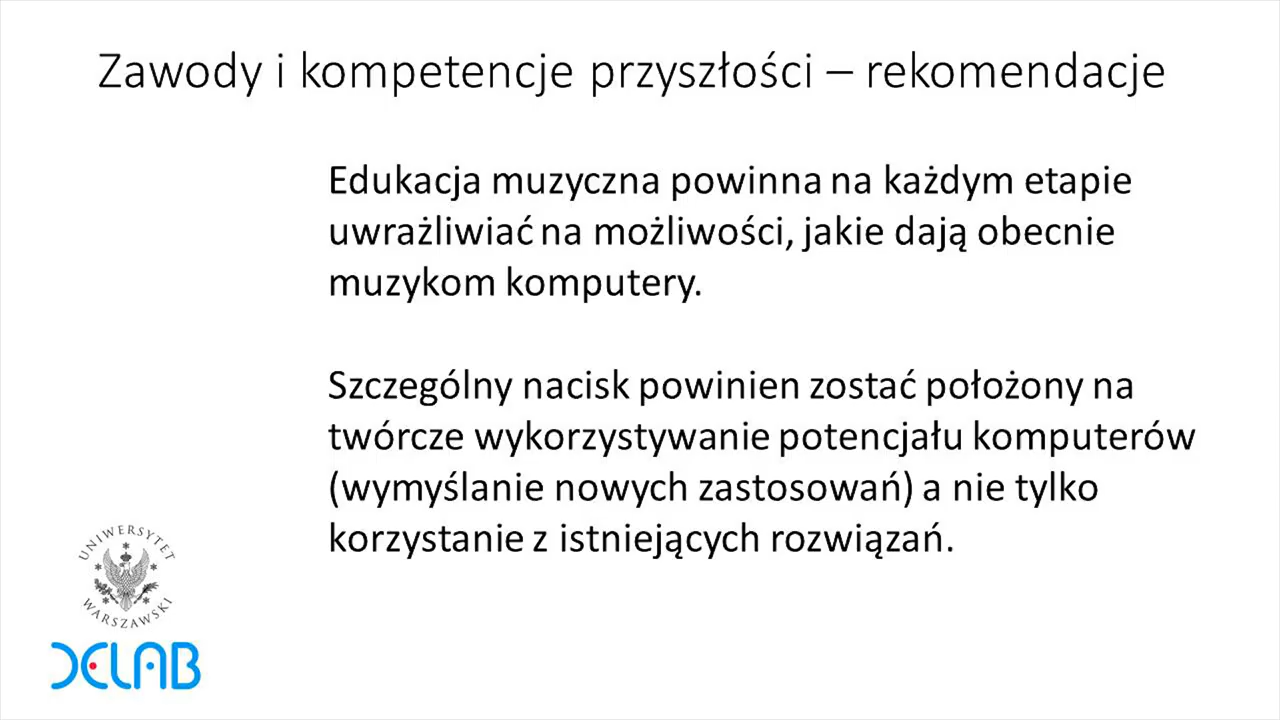 Zawody i kompetencje przyszłości – rekomendacje
Edukacja muzyczna powinna na każdym etapie
uwrażliwiać na możliwości, jakie dają obecnie
muzykom komputery.
Szczególny nacisk powinien zostać położony na
twórcze wykorzystywanie potencjału komputerów
(wymyślanie nowych zastosowań) a nie tylko
korzystanie z istniejących rozwiązań.
UNIWERSYTET
WARSZAWSKI
DELAB